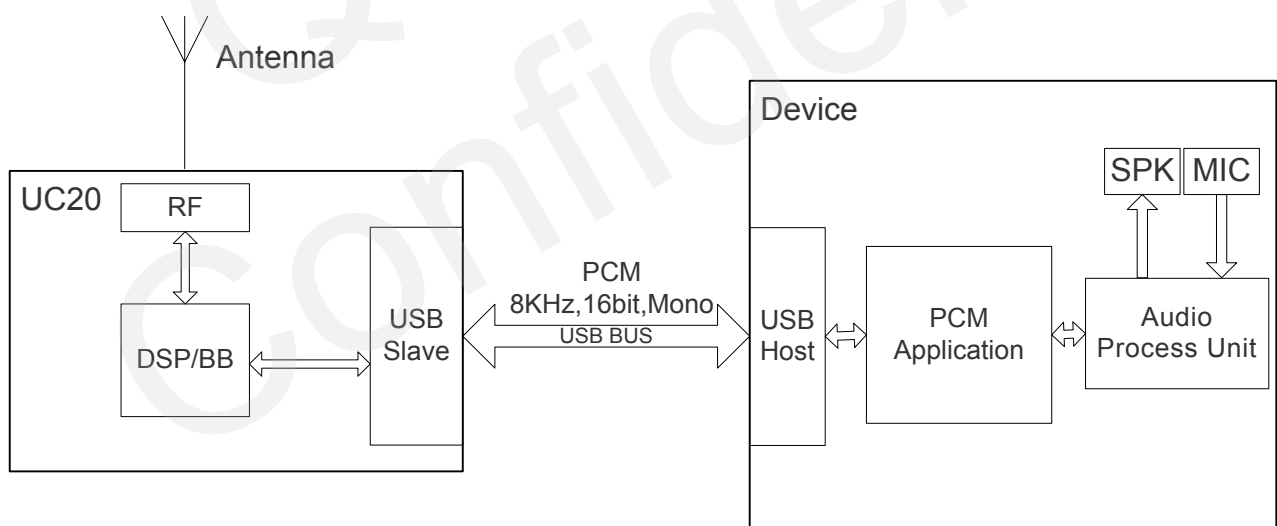 Antenna
UC20
RF
DSP/BB
USB
Slave
PCM
8KHz,16bit,Mono
USB BUS
Device
SPK
MIC
USB
Host
PCM
Application
Audio
Process Unit